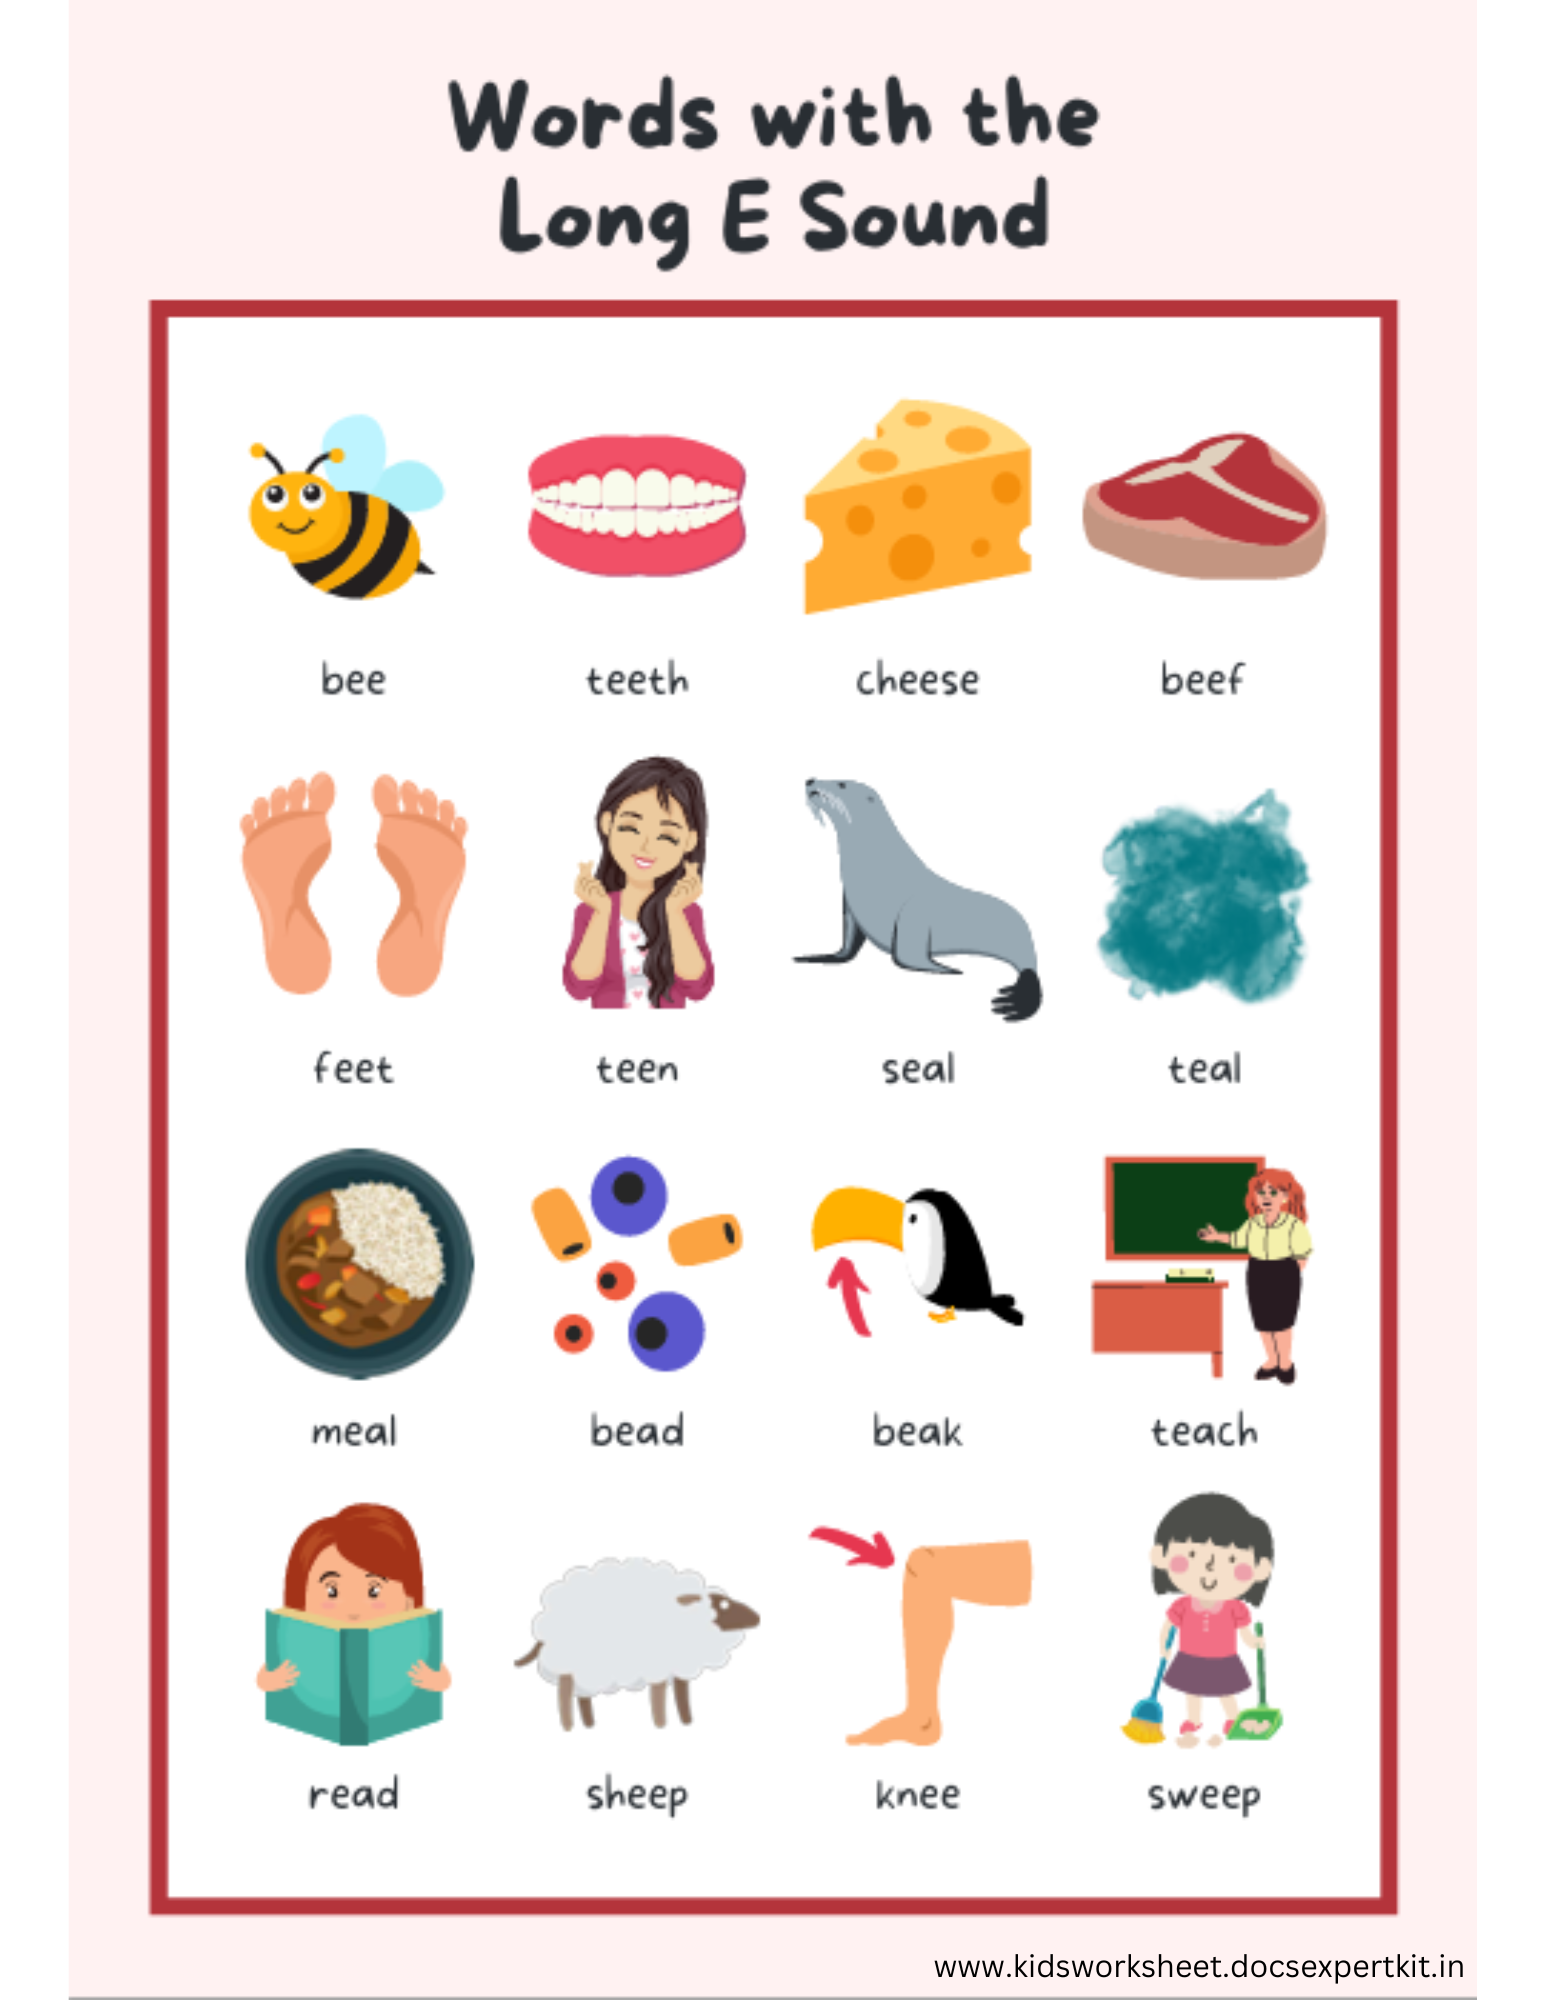 Words with the
Long E Sound
bee teeth cheese beef
feet teen seal teal
meal bead beak teach
read sheep knee sweep
www.kidsworksheet.docsexpertkit.in